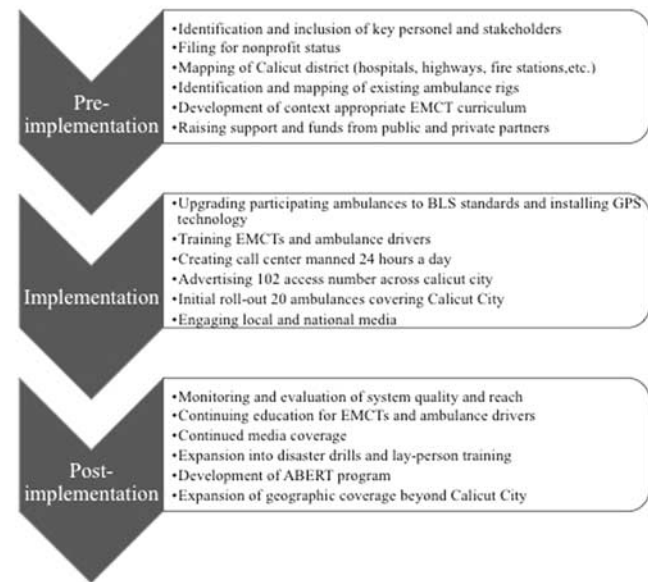 Pre-
implementation
•Identification and inclusion of key personel and stakeholders
•Filing for nonprofit status
•Mapping of Calicut district (hospitals, highways, fire stations,etc.)
•Identification and mapping of existing ambulance rigs
•Development of context appropriate EMCT curriculum
•Raising support and funds from public and private partners
Implementation
•Upgrading participating ambulances to BLS standards and installing GPS
technology
•Training EMCTs and ambulance drivers
•Creating call center manned 24 hours a day
•Advertising 102 access number across calicut city
•Initial roll-out 20 ambulances covering Calicut City
•Engaging local and national media
Post-
implementation
•Monitoring and evaluation of system quality and reach
•Continuing education for EMCTs and ambulance drivers
•Continued media coverage
•Expansion into disaster drills and lay-person training
•Development of ABERT program
•Expansion of geographic coverage beyond Calicut City